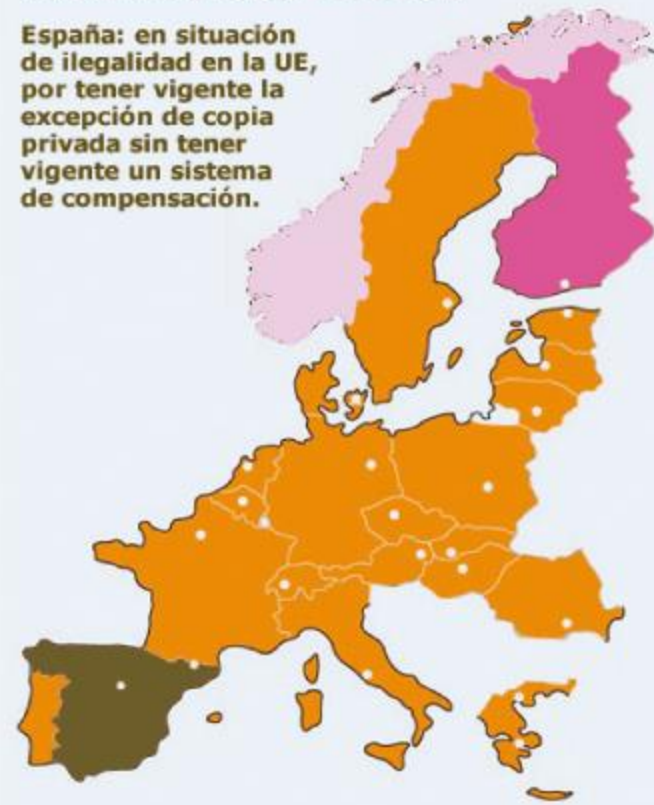 España: en situación
de ilegalidad en la UE,
por tener vigente la
excepción de copia
privada sin tener
vigente un sistema
de compensación.